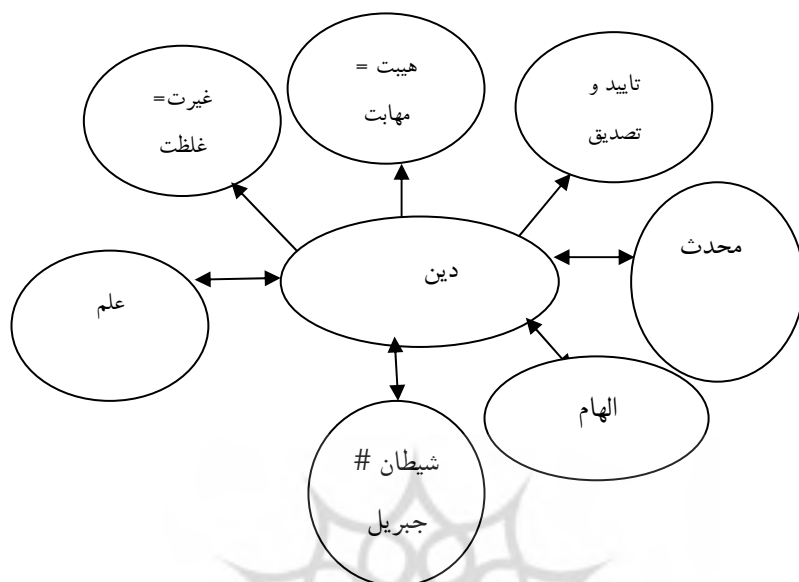 هیبت =
مهابت
تایید و
تصدیق
غیرت=
غلظت
محدث
دین
علم
الهام
شیطان #
جبریل